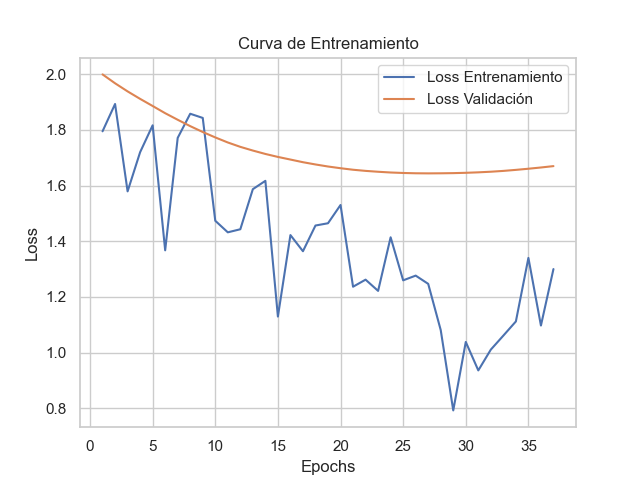 Curva de Entrenamiento
Loss Entrenamiento
Loss Validación
Loss
2.0
1.8
1.6
1.4
1.2
1.0
0.8
0 5 10 15 20 25 30 35
Epochs